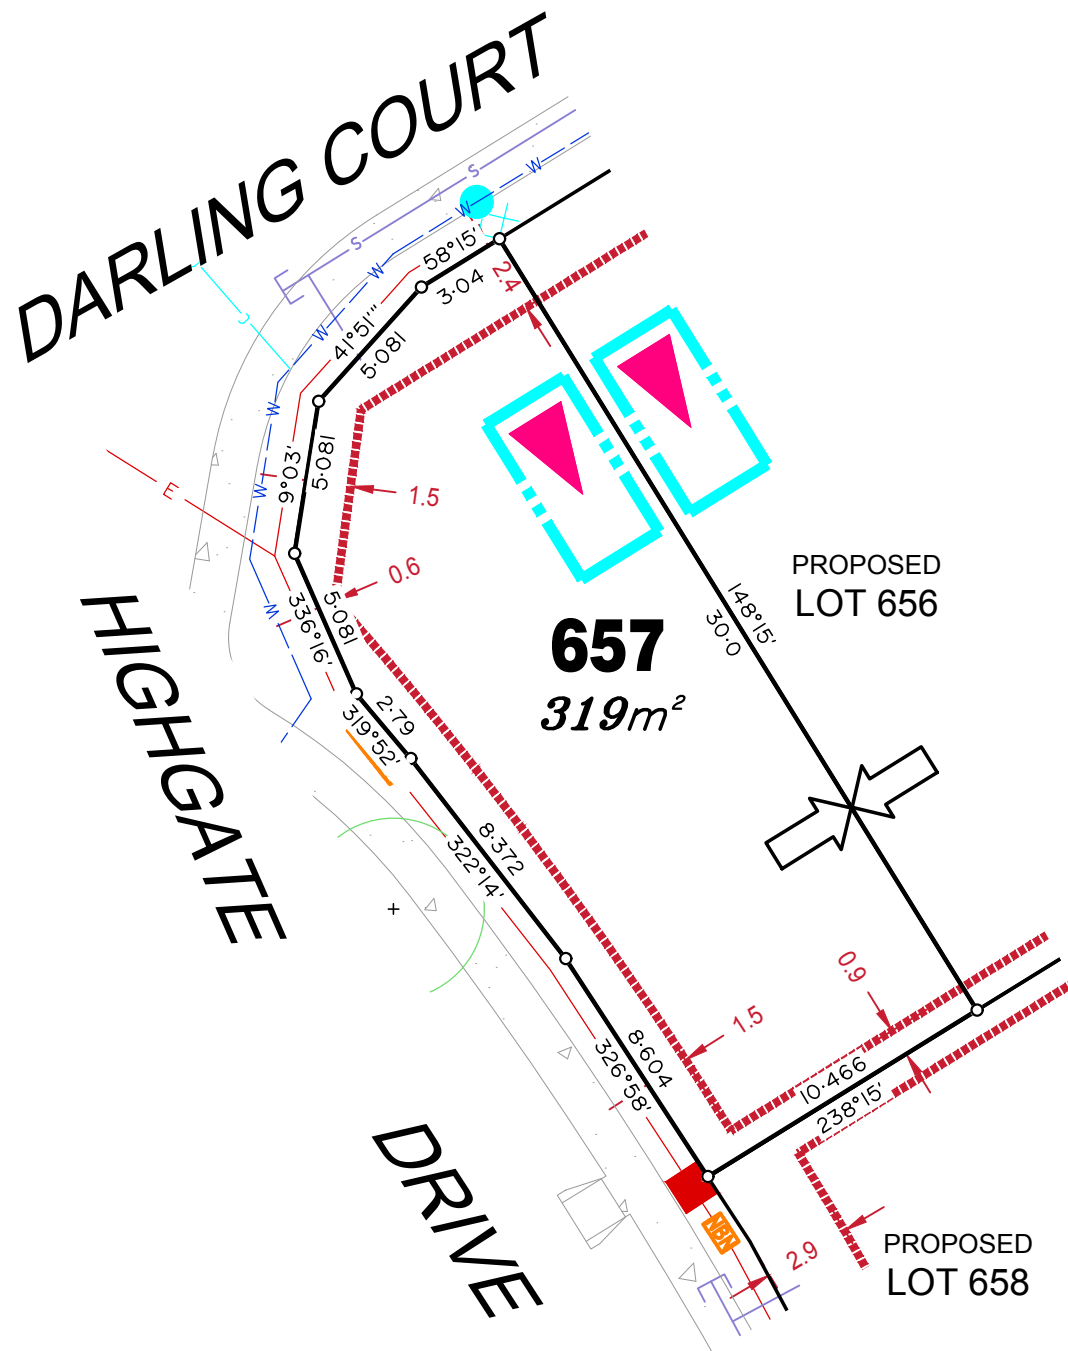 DARLING COURT
S
W
W
S
W
W
W
W
W
J
E
58°15'
3·04
2.4
41°51'"
5·081
9°03'
5·081
1.5
0.6
336°16'
5·081
2·79
319°52'
8·372
322°14'
HIGHGATE
DRIVE
657
319m²
148°15'
30·0
PROPOSED
LOT 656
0.9
1.5
8·604
326°58'
10·466
238°15'
NBN
2.9
PROPOSED
LOT 658